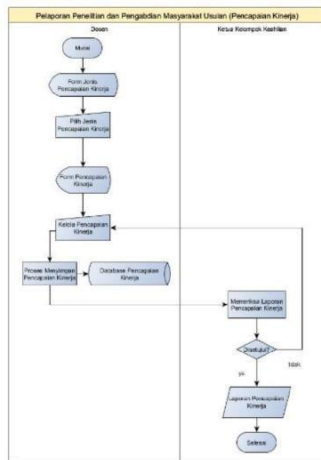 Pelaporan Penelitian dan Pengabdian Masyarakat Usulan (Pencapaian Kinerja)
Dosen
Ketua Kelompok Keahlian
Mulai
Form Jenis
Pencapaian Kinerja
Pilih Jenis
Pencapaian Kinerja
Form Pencapaian
Kinerja
Kelola Pencapaian
Kinerja
Proses Menyimpan
Pencapaian Kinerja
Database Pencapaian
Kinerja
Memeriksa Laporan
Pencapaian Kinerja
Disetujui?
tidak
ya
Laporan Pencapaian
Kinerja
Selesai